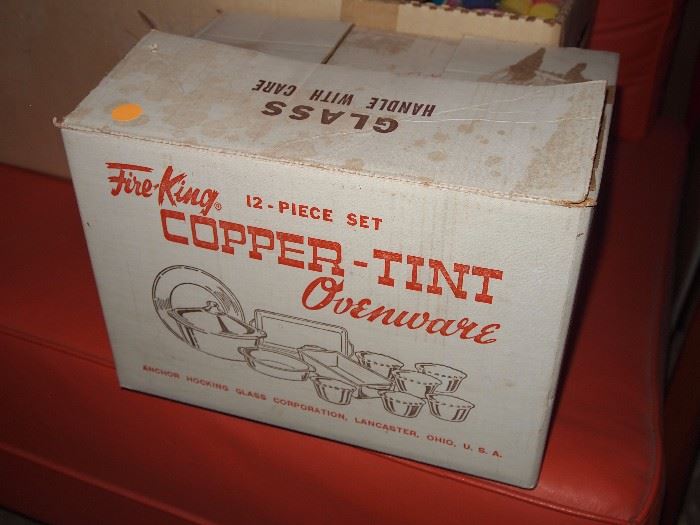 GLASS
HANDLE WITH CARE
Fire-King® 12-PIECE SET
COPPER-TINT
Ovenware
ANCHOR HOCKING GLASS CORPORATION, LANCASTER, OHIO, U. S. A.